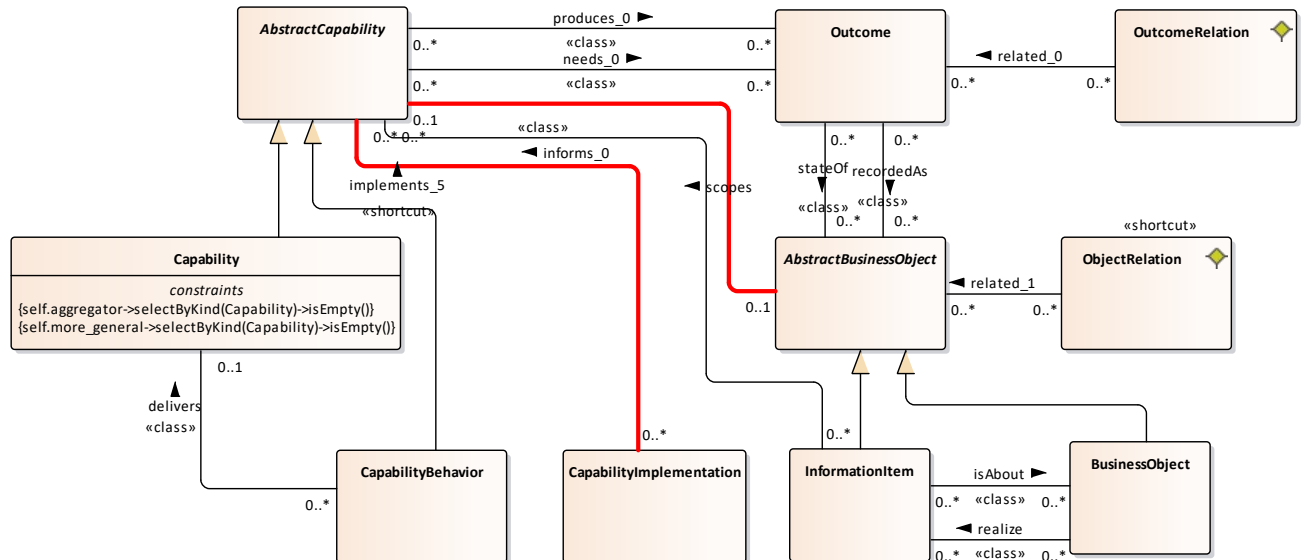 AbstractCapability
produces_0
0..*
«class»
0..*
needs_0
0..*
«class»
0..*
Outcome
related_0
0..*
0..*
OutcomeRelation
0..1
0..*
0..*
«class»
informs_0
implements_5
«shortcut»
scopes
0..*
0..*
stateOf
recordedAs
«class»
«class»
0..*
0..*
«shortcut»
Capability
constraints
{self.aggregator->selectByKind(Capability)->isEmpty()}
{self.more_general->selectByKind(Capability)->isEmpty()}
AbstractBusinessObject
0..1
related_1
0..*
0..*
ObjectRelation
0..1
delivers
«class»
0..*
CapabilityBehavior
0..*
CapabilityImplementation
0..*
InformationItem
isAbout
0..*
«class»
0..*
realize
0..*
«class»
0..*
BusinessObject